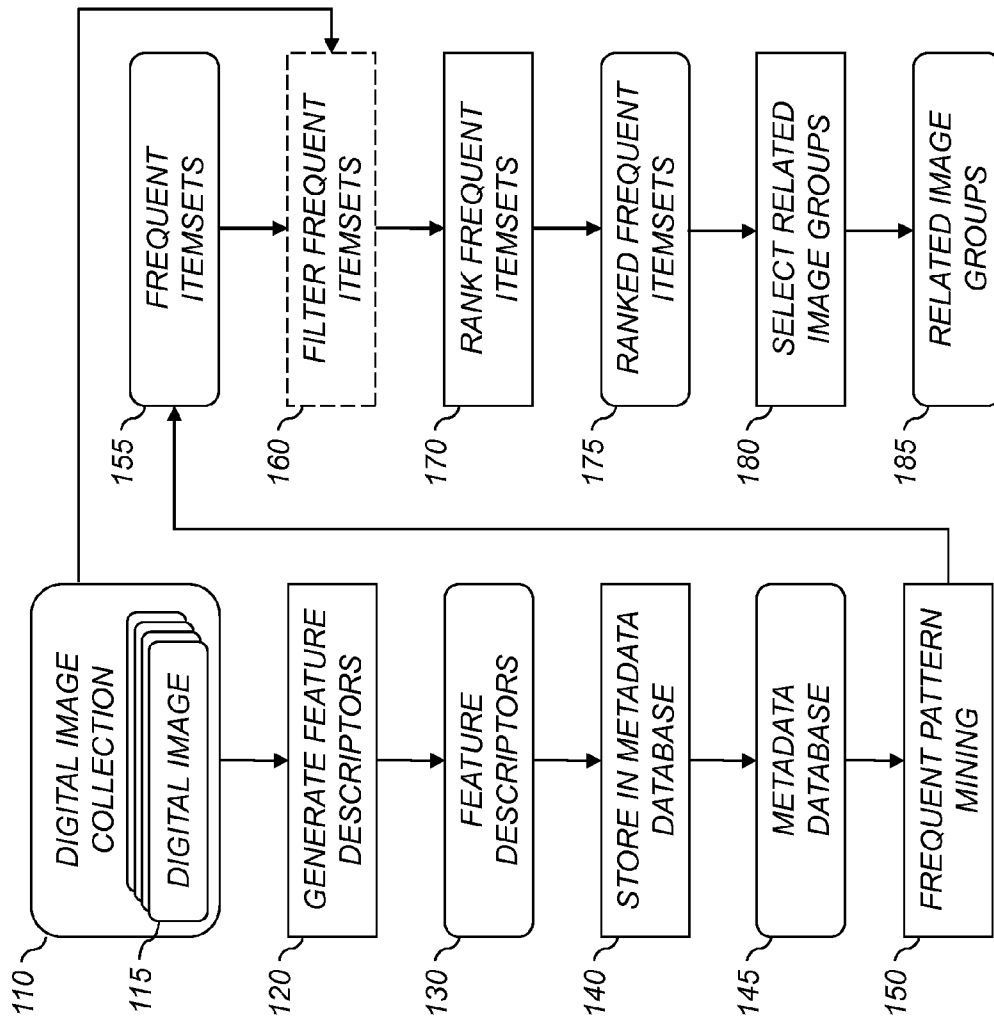 110
DIGITAL IMAGE
COLLECTION
115
DIGITAL IMAGE
120
GENERATE FEATURE
DESCRIPTORS
130
FEATURE
DESCRIPTORS
140
STORE IN METADATA
DATABASE
145
METADATA
DATABASE
150
FREQUENT PATTERN
MINING
155
FREQUENT
ITEMSETS
160
FILTER FREQUENT
ITEMSETS
170
RANK FREQUENT
ITEMSETS
175
RANKED FREQUENT
ITEMSETS
180
SELECT RELATED
IMAGE GROUPS
185
RELATED IMAGE
GROUPS